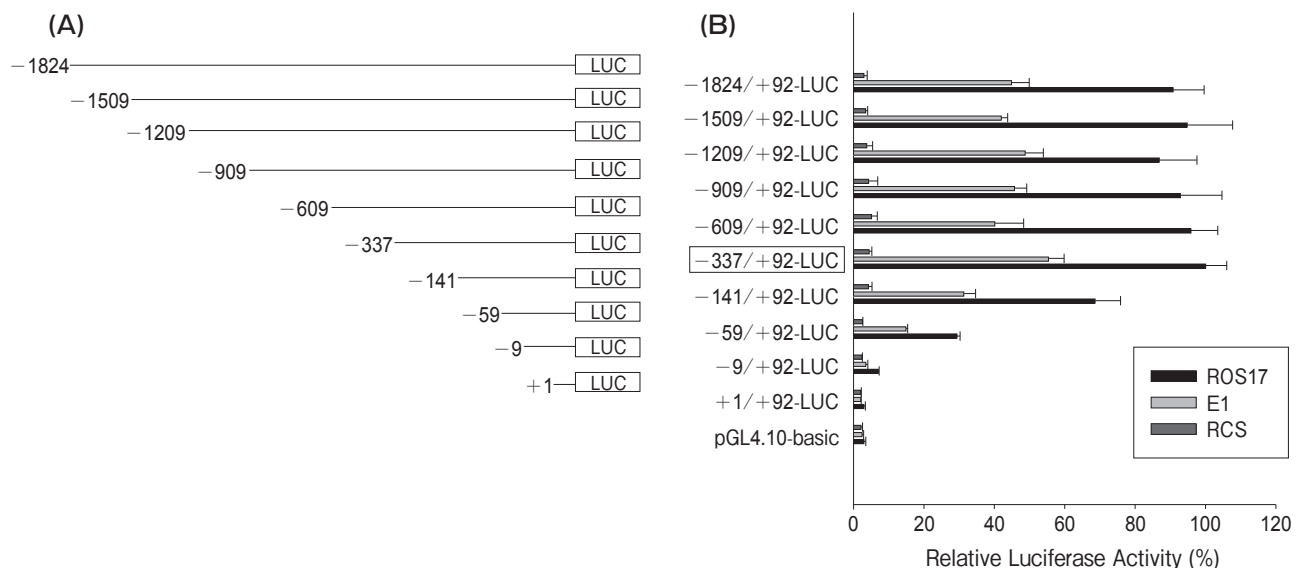 (A)
−1824 LUC
−1509 LUC
−1209 LUC
−909 LUC
−609 LUC
−337 LUC
−141 LUC
−59 LUC
−9 LUC
+1 LUC
(B)
−1824/+92-LUC
−1509/+92-LUC
−1209/+92-LUC
−909/+92-LUC
−609/+92-LUC
−337/+92-LUC
−141/+92-LUC
−59/+92-LUC
−9/+92-LUC
+1/+92-LUC
pGL4.10-basic
ROS17
E1
RCS
0 20 40 60 80 100 120
Relative Luciferase Activity (%)